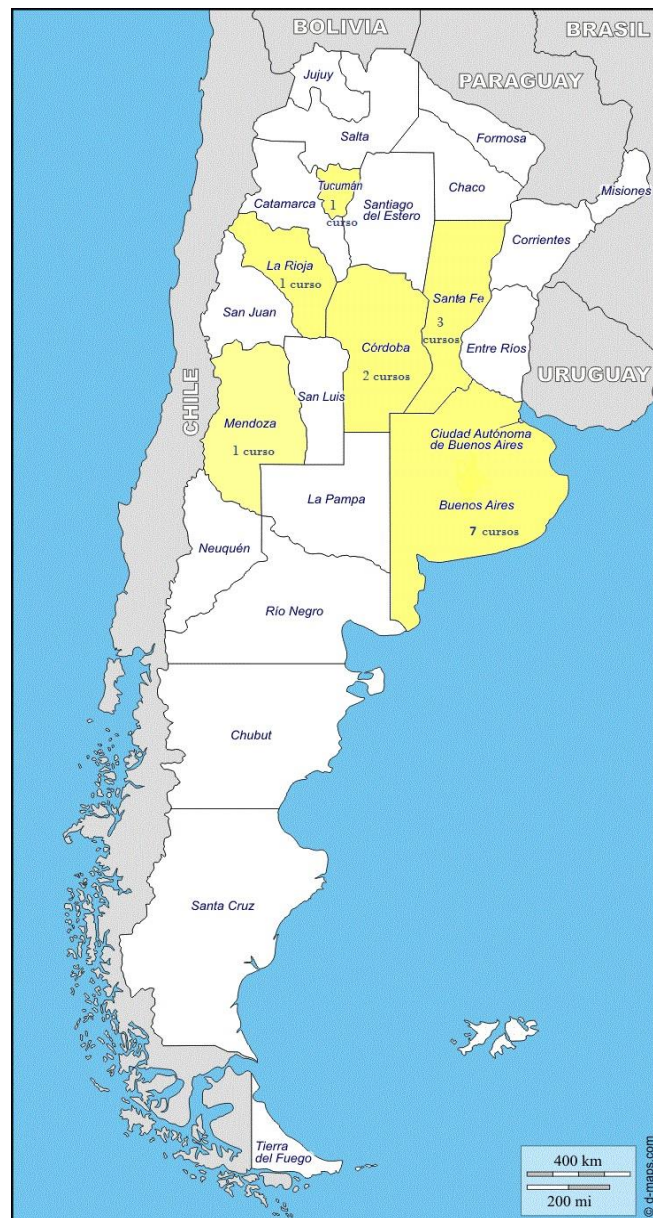 BOLIVIA
BRASIL
PARAGUAY
Jujuy
Salta
Formosa
Chaco
Misiones
Tucumán
1
curso
Catamarca
Santiago
del Estero
Corrientes
La Rioja
1 curso
San Juan
Santa Fe
3
cursos
Córdoba
2 cursos
Entre Ríos
URUGUAY
CHILE
San Luis
Mendoza
1 curso
Ciudad Autónoma
de Buenos Aires
La Pampa
Buenos Aires
7 cursos
Neuquén
Río Negro
Chubut
Santa Cruz
Tierra
del Fuego
400 km
200 mi
© d-maps.com